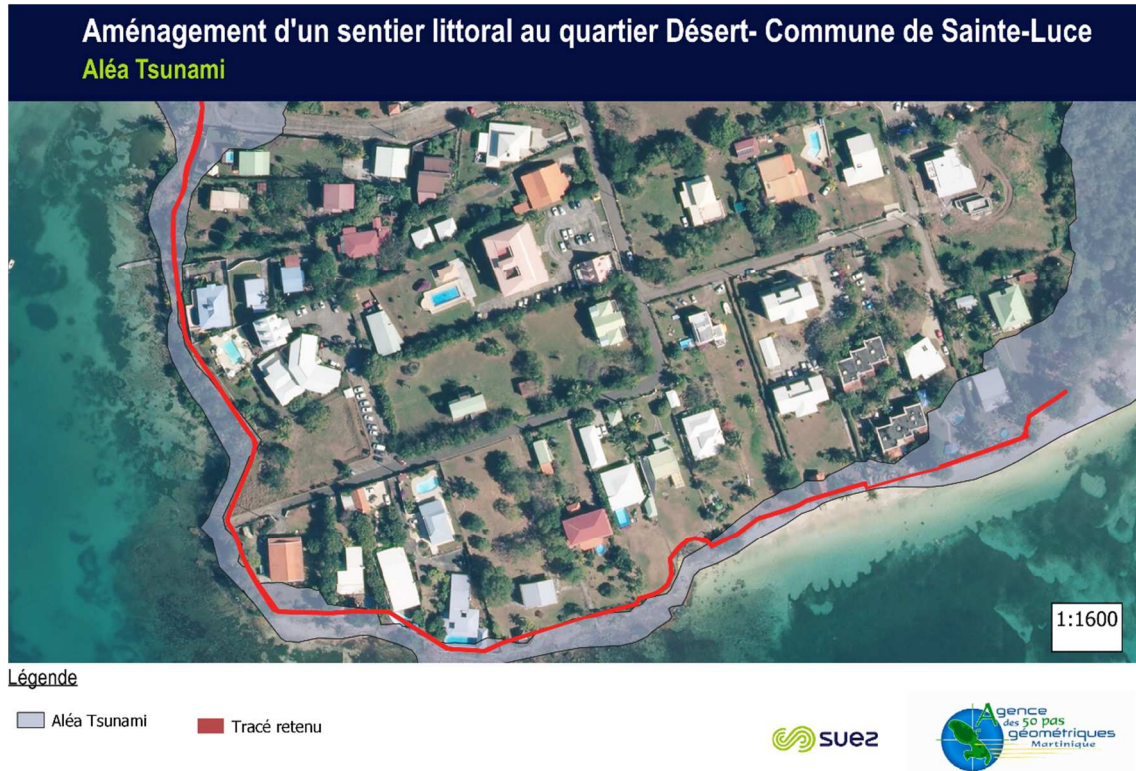 Aménagement d'un sentier littoral au quartier Désert- Commune de Sainte-Luce
Aléa Tsunami
1:1600
Légende
Aléa Tsunami
Tracé retenu
suez
Agence
des 50 pas
géométriques
Martinique